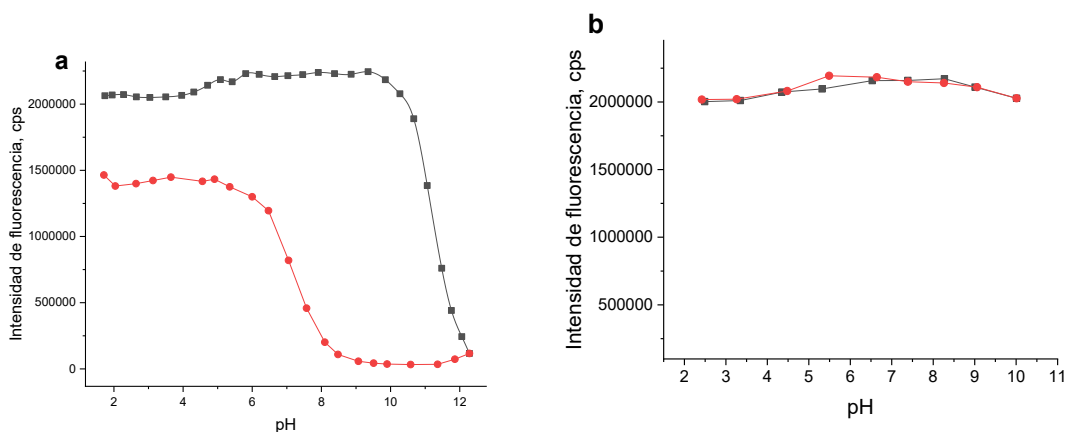 a
Intensidad de fluorescencia, cps
2000000
1500000
1000000
500000
0
2 4 6 8 10 12
pH
b
Intensidad de fluorescencia, cps
2000000
1500000
1000000
500000
2 3 4 5 6 7 8 9 10 11
pH